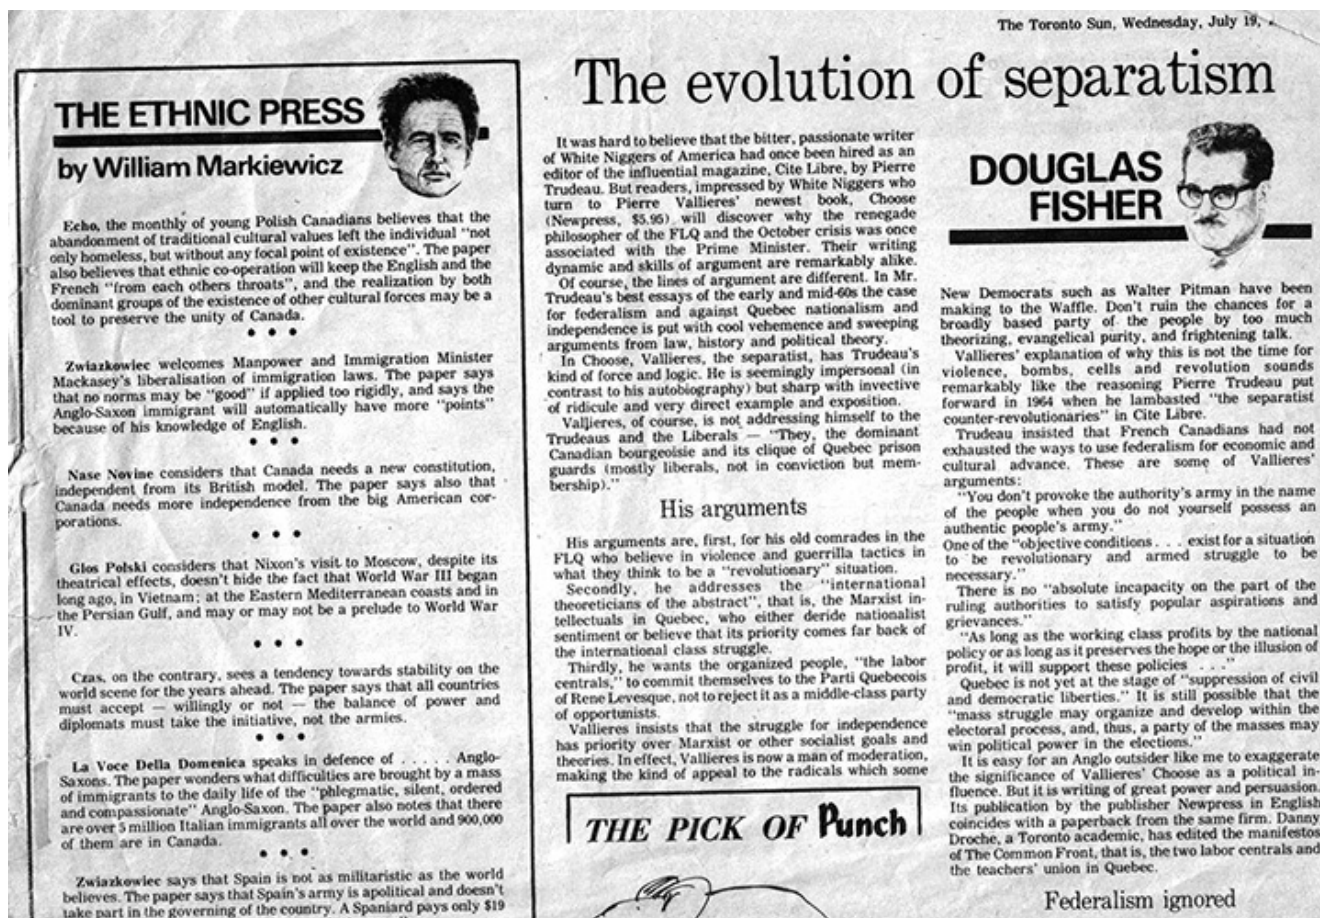 The Toronto Sun, Wednesday, July 19,
THE ETHNIC PRESS
by William Markiewicz
Echo, the monthly of young Polish Canadians believes that the
abandonment of traditional cultural values left the individual "not
only homeless, but without any focal point of existence". The paper
also believes that ethnic co-operation will keep the English and the
French "from each others throats", and the realization by both
dominant groups of the existence of other cultural forces may be a
tool to preserve the unity of Canada.
• • •
Zwiazkowiec welcomes Manpower and Immigration Minister
Mackasey's liberalisation of immigration laws. The paper says
that no norms may be "good" if applied too rigidly, and says the
Anglo-Saxon immigrant will automatically have more "points"
because of his knowledge of English.
• • •
Nase Novine considers that Canada needs a new constitution,
independent from its British model. The paper says also that
Canada needs more independence from the big American cor-
porations.
• • •
Glos Polski considers that Nixon's visit to Moscow, despite its
theatrical effects, doesn't hide the fact that World War III began
long ago, in Vietnam; at the Eastern Mediterranean coasts and in
the Persian Gulf, and may or may not be a prelude to World War
IV.
• • •
Czas, on the contrary, sees a tendency towards stability on the
world scene for the years ahead. The paper says that all countries
must accept — willingly or not — the balance of power and
diplomats must take the initiative, not the armies.
• • •
La Voce Della Domenica speaks in defence of . . . . . Anglo-
Saxons. The paper wonders what difficulties are brought by a mass
of immigrants to the daily life of the "phlegmatic, silent, ordered
and compassionate" Anglo-Saxon. The paper also notes that there
are over 5 million Italian immigrants all over the world and 900,000
of them are in Canada.
• • •
Zwiazkowiec says that Spain is not as militaristic as the world
believes. The paper says that Spain's army is apolitical and doesn't
take part in the governing of the country. A Spaniard pays only $19
The evolution of separatism
It was hard to believe that the bitter, passionate writer
of White Niggers of America had once been hired as an
editor of the influential magazine, Cite Libre, by Pierre
Trudeau. But readers, impressed by White Niggers who
turn to Pierre Vallieres' newest book, Choose
(Newpress, $5.95) will discover why the renegade
philosopher of the FLQ and the October crisis was once
associated with the Prime Minister. Their writing
dynamic and skills of argument are remarkably alike.
Of course, the lines of argument are different. In Mr.
Trudeau's best essays of the early and mid-60s the case
for federalism and against Quebec nationalism and
independence is put with cool vehemence and sweeping
arguments from law, history and political theory.
In Choose, Vallieres, the separatist, has Trudeau's
kind of force and logic. He is seemingly impersonal (in
contrast to his autobiography) but sharp with invective
of ridicule and very direct example and exposition.
Vallieres, of course, is not addressing himself to the
Trudeaus and the Liberals — "They, the dominant
Canadian bourgeoisie and its clique of Quebec prison
guards (mostly liberals, not in conviction but mem-
bership)."
His arguments
His arguments are, first, for his old comrades in the
FLQ who believe in violence and guerrilla tactics in
what they think to be a "revolutionary" situation.
Secondly, he addresses the "international
theoreticians of the abstract", that is, the Marxist in-
tellectuals in Quebec, who either deride nationalist
sentiment or believe that its priority comes far back of
the international class struggle.
Thirdly, he wants the organized people, "the labor
centrals," to commit themselves to the Parti Quebecois
of Rene Levesque, not to reject it as a middle-class party
of opportunists.
Vallieres insists that the struggle for independence
has priority over Marxist or other socialist goals and
theories. In effect, Vallieres is now a man of moderation,
making the kind of appeal to the radicals which some
THE PICK OF Punch
DOUGLAS
FISHER
New Democrats such as Walter Pitman have been
making to the Waffle. Don't ruin the chances for a
broadly based party of the people by too much
theorizing, evangelical purity, and frightening talk.
Vallieres' explanation of why this is not the time for
violence, bombs, cells and revolution sounds
remarkably like the reasoning Pierre Trudeau put
forward in 1964 when he lambasted "the separatist
counter-revolutionaries" in Cite Libre.
Trudeau insisted that French Canadians had not
exhausted the ways to use federalism for economic and
cultural advance. These are some of Vallieres'
arguments:
"You don't provoke the authority's army in the name
of the people when you do not yourself possess an
authentic people's army."
One of the "objective conditions . . . exist for a situation
to be revolutionary and armed struggle to be
necessary."
There is no "absolute incapacity on the part of the
ruling authorities to satisfy popular aspirations and
grievances."
"As long as the working class profits by the national
policy or as long as it preserves the hope or the illusion of
profit, it will support these policies . . ."
Quebec is not yet at the stage of "suppression of civil
and democratic liberties." It is still possible that the
"mass struggle may organize and develop within the
electoral process, and, thus, a party of the masses may
win political power in the elections."
It is easy for an Anglo outsider like me to exaggerate
the significance of Vallieres' Choose as a political in-
fluence. But it is writing of great power and persuasion.
Its publication by the publisher Newpress in English
coincides with a paperback from the same firm. Danny
Droche, a Toronto academic, has edited the manifestos
of The Common Front, that is, the two labor centrals and
the teachers' union in Quebec.
Federalism ignored